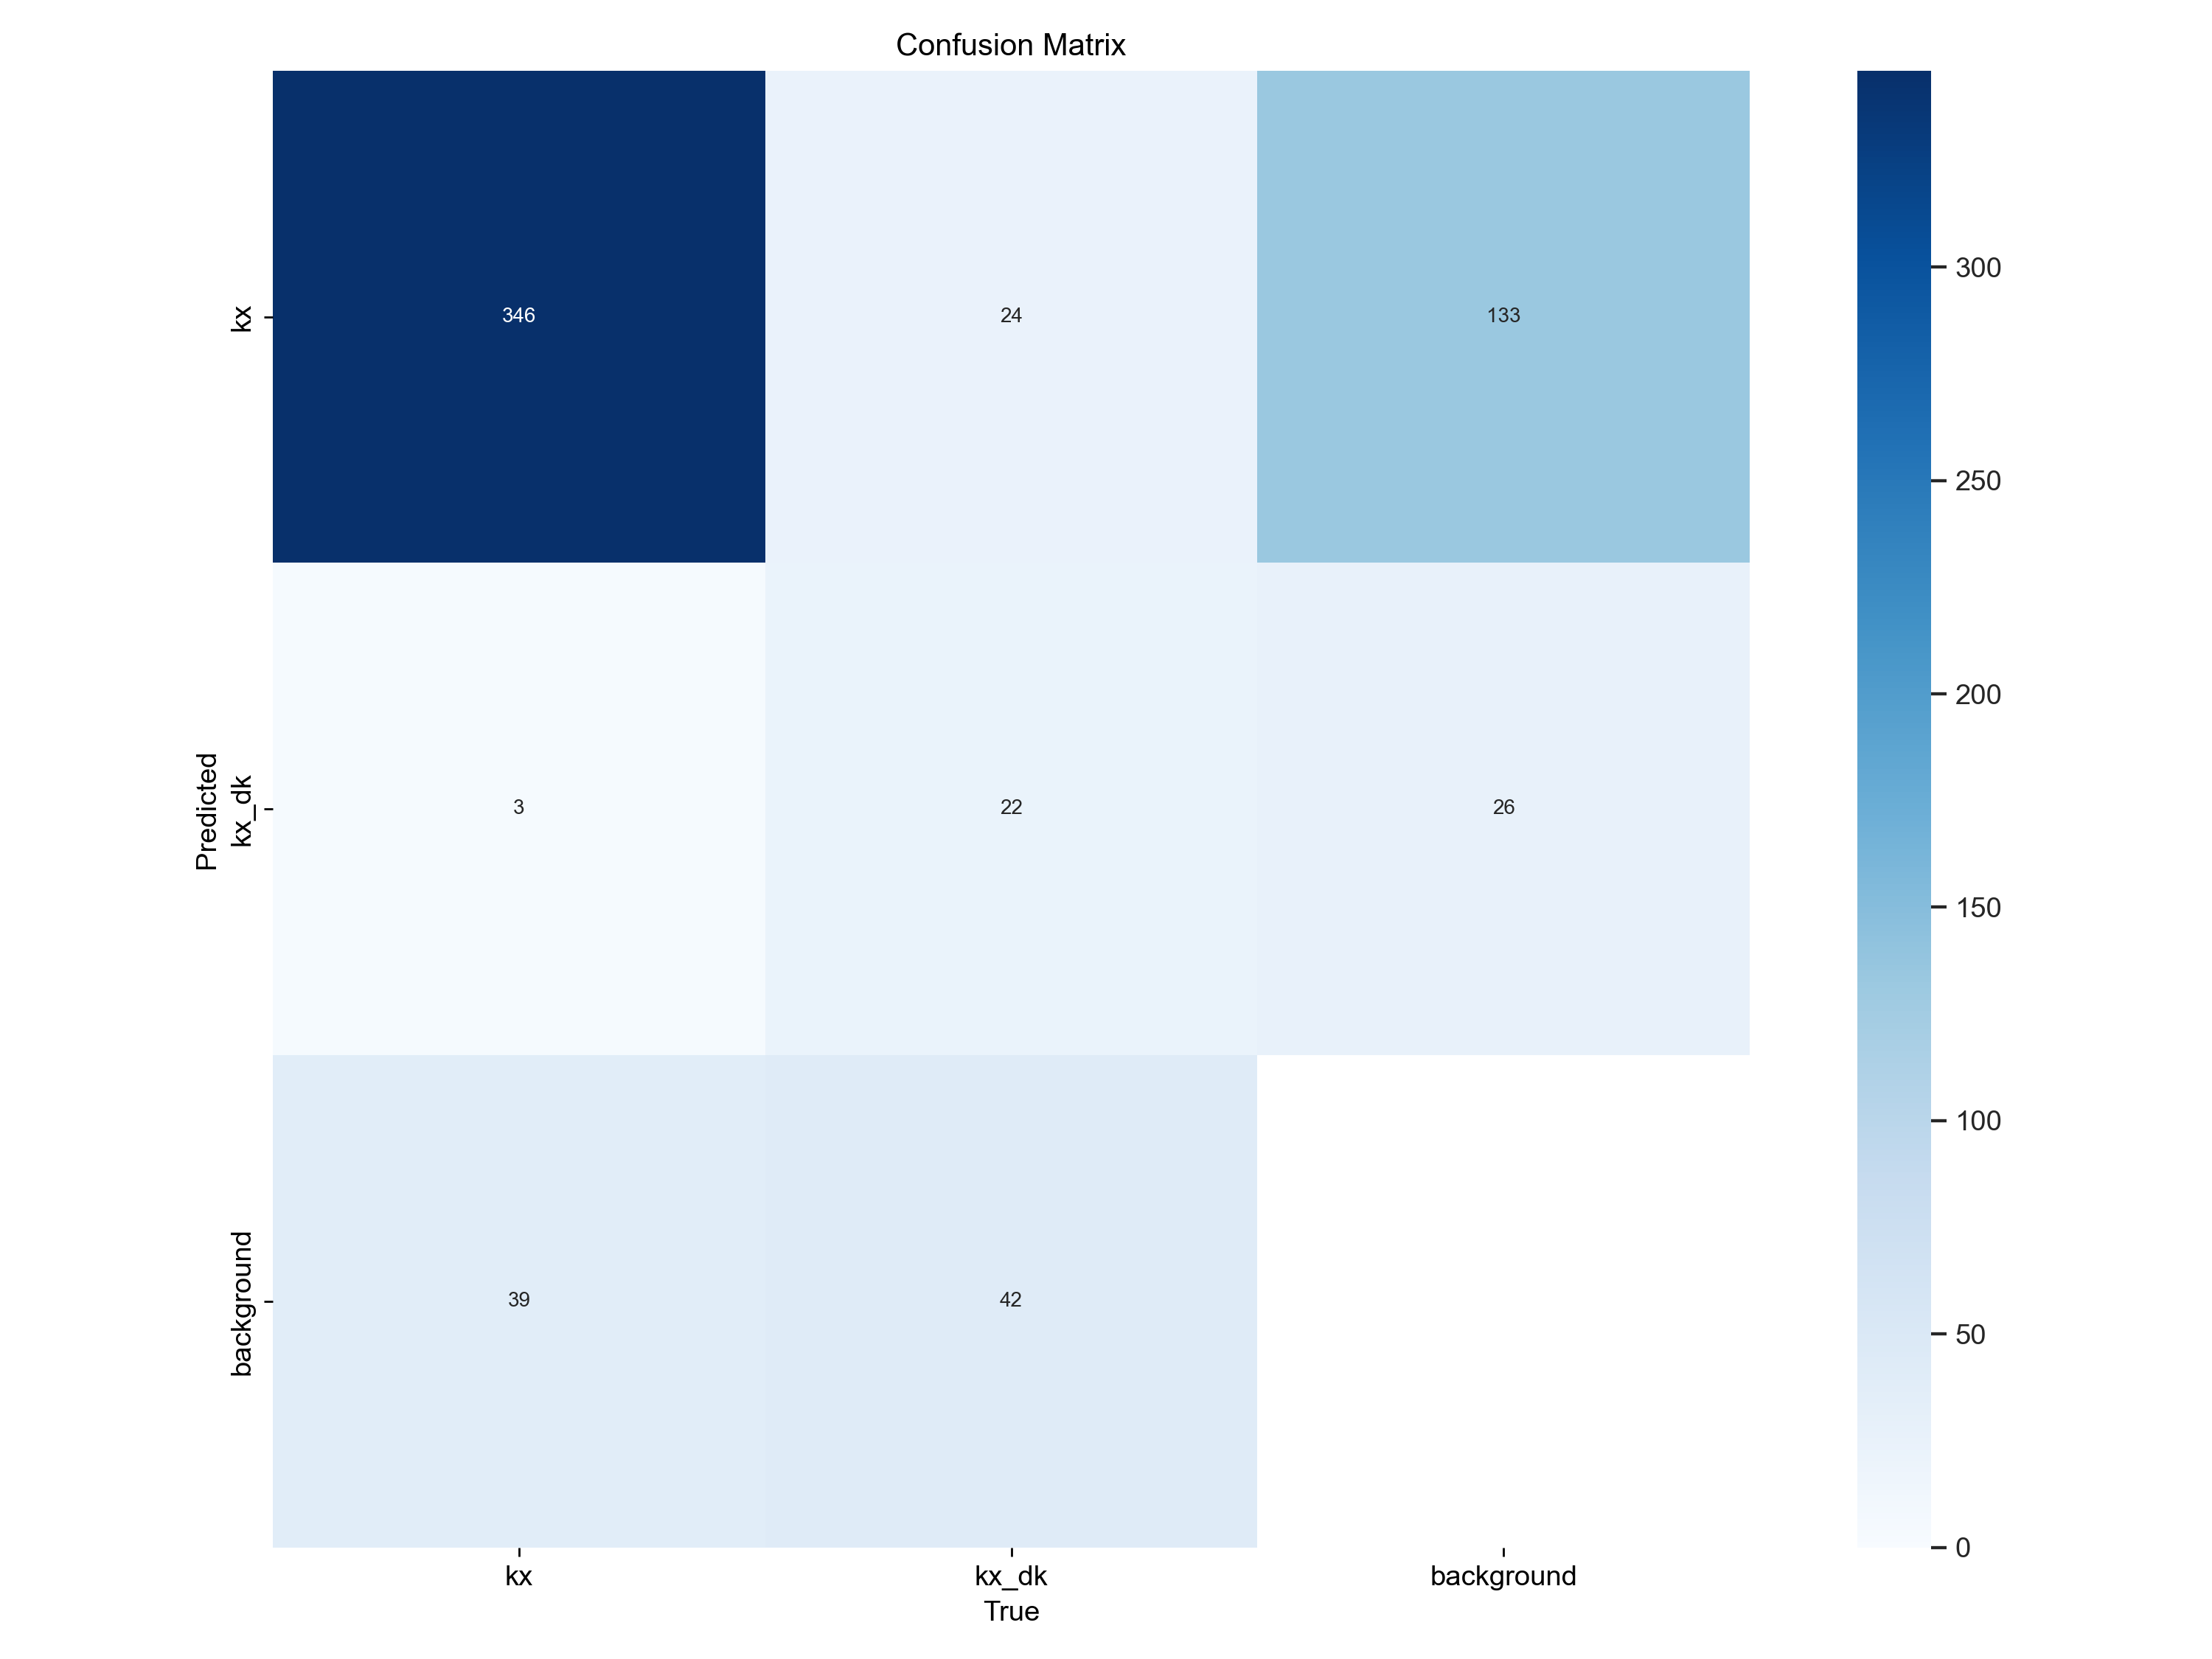 Confusion Matrix
Predicted
kx
346
24
133
kx_dk
3
22
26
background
39
42
kx
kx_dk
background
True
300
250
200
150
100
50
0